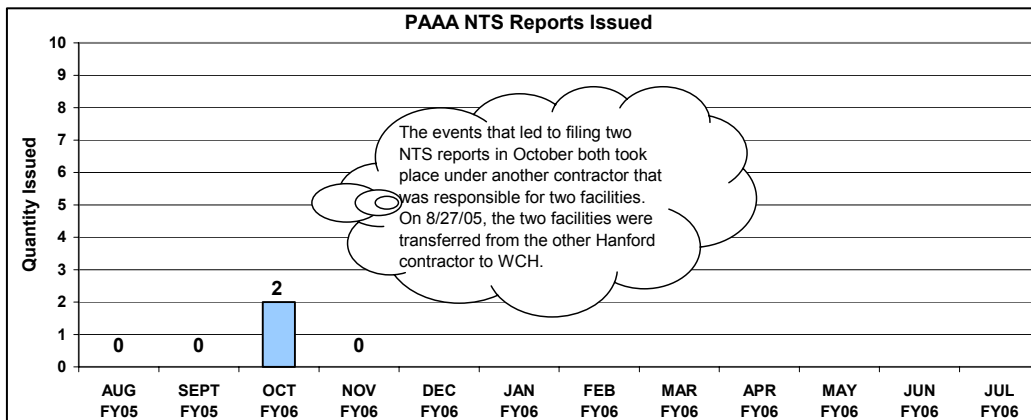 PAAA NTS Reports Issued
Quantity Issued
10
9
8
7
6
5
4
3
2
1
0
The events that led to filing two
NTS reports in October both took
place under another contractor that
was responsible for two facilities.
On 8/27/05, the two facilities were
transferred from the other Hanford
contractor to WCH.
0 0 2 0
AUG SEPT OCT NOV DEC JAN FEB MAR APR MAY JUN JUL
FY05 FY05 FY06 FY06 FY06 FY06 FY06 FY06 FY06 FY06 FY06 FY06